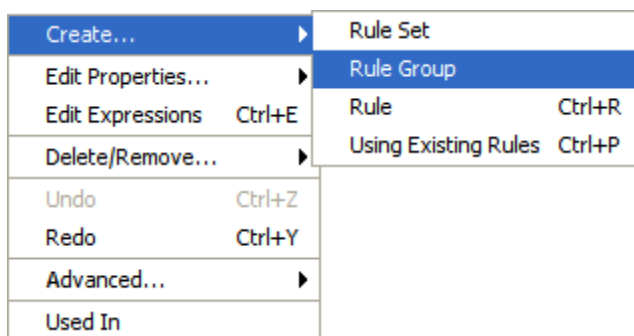 Create...
Edit Properties...
Edit Expressions Ctrl+E
Delete/Remove...
Undo Ctrl+Z
Redo Ctrl+Y
Advanced...
Used In
Rule Set
Rule Group
Rule Ctrl+R
Using Existing Rules Ctrl+P